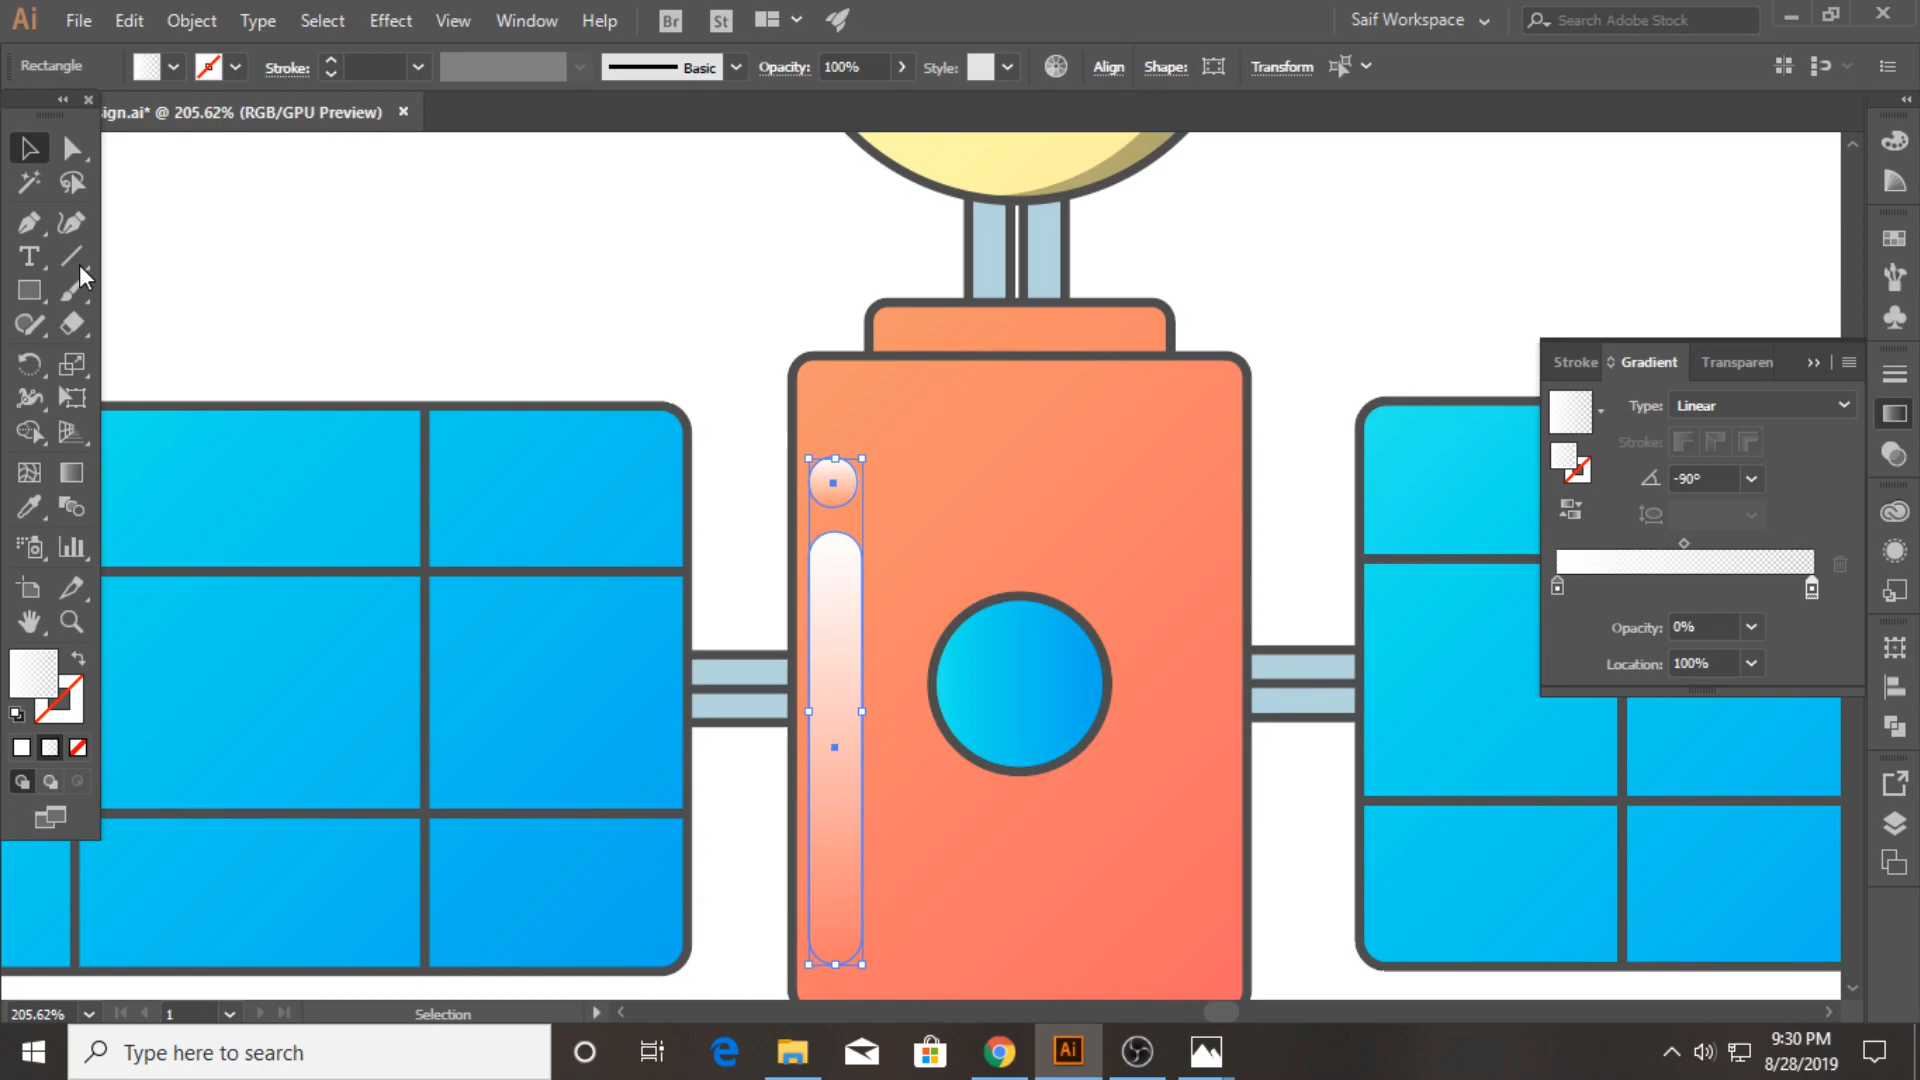 Ai File Edit Object Type Select Effect View Window Help Br St Saif Workspace Search Adobe Stock
Rectangle Stroke: Basic Opacity: 100% Style: Align Shape: Transform
ign.ai* @ 205.62% (RGB/GPU Preview)
Stroke Gradient Transparen
Type: Linear
Stroke:
-90°
Opacity: 0%
Location: 100%
205.62% 1 Selection
Type here to search
Ai
9:30 PM
8/28/2019